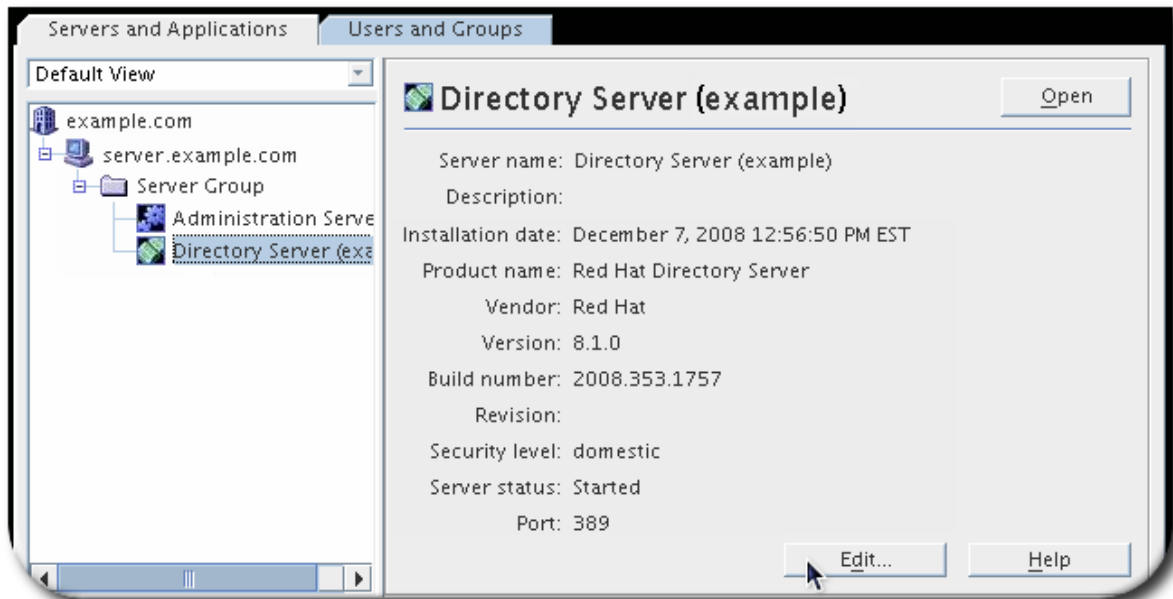 Servers and Applications
Users and Groups
Default View
example.com
server.example.com
Server Group
Administration Serve
Directory Server (exa
Directory Server (example)
Open
Server name: Directory Server (example)
Description:
Installation date: December 7, 2008 12:56:50 PM EST
Product name: Red Hat Directory Server
Vendor: Red Hat
Version: 8.1.0
Build number: 2008.353.1757
Revision:
Security level: domestic
Server status: Started
Port: 389
Edit...
Help